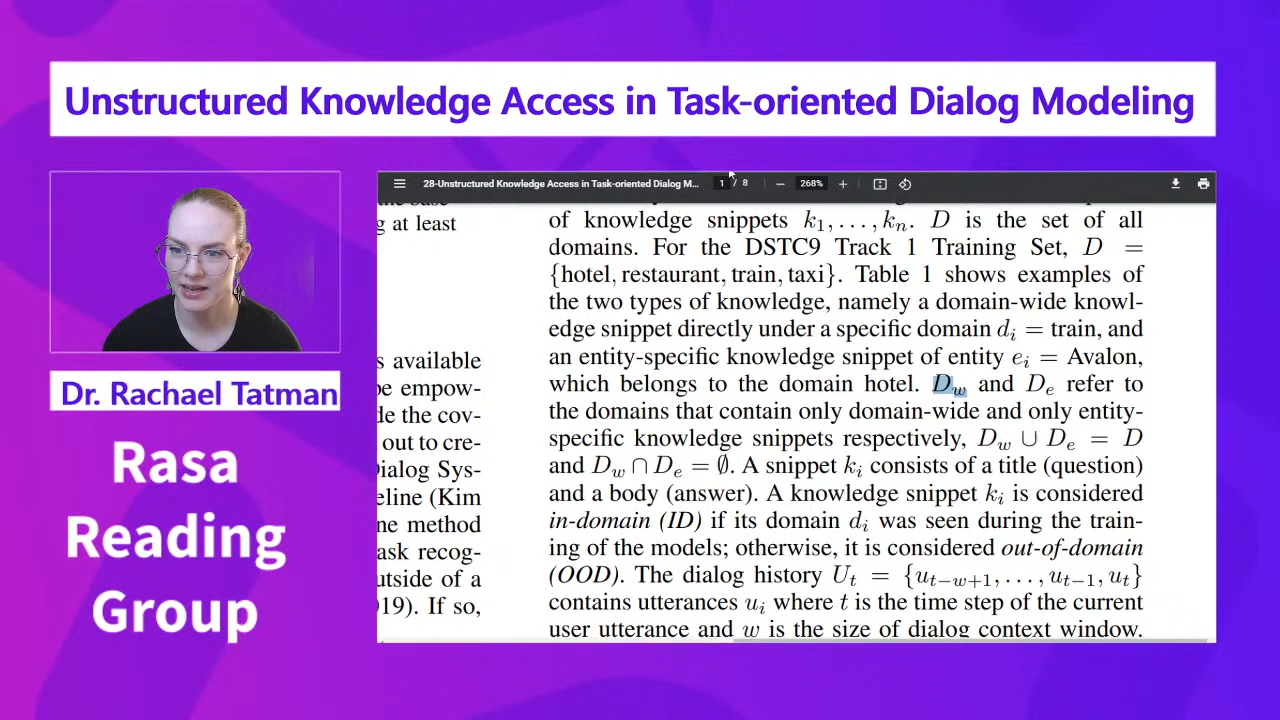 Unstructured Knowledge Access in Task-oriented Dialog Modeling
28-Unstructured Knowledge Access in Task-oriented Dialog M...
1 / 8
268%
g at least
s available
be empow-
de the cov-
out to cre-
Dialog Sys-
eline (Kim
ne method
ask recog-
utside of a
19). If so,
of knowledge snippets k1, . . . , kn. D is the set of all
domains. For the DSTC9 Track 1 Training Set, D =
{hotel, restaurant, train, taxi}. Table 1 shows examples of
the two types of knowledge, namely a domain-wide knowl-
edge snippet directly under a specific domain di = train, and
an entity-specific knowledge snippet of entity ei = Avalon,
which belongs to the domain hotel. Dw and De refer to
the domains that contain only domain-wide and only entity-
specific knowledge snippets respectively, Dw ∪ De = D
and Dw ∩ De = ∅. A snippet ki consists of a title (question)
and a body (answer). A knowledge snippet ki is considered
in-domain (ID) if its domain di was seen during the train-
ing of the models; otherwise, it is considered out-of-domain
(OOD). The dialog history Ut = {ut−w+1, . . . , ut−1, ut}
contains utterances ui where t is the time step of the current
user utterance and w is the size of dialog context window.
Dr. Rachael Tatman
Rasa
Reading
Group